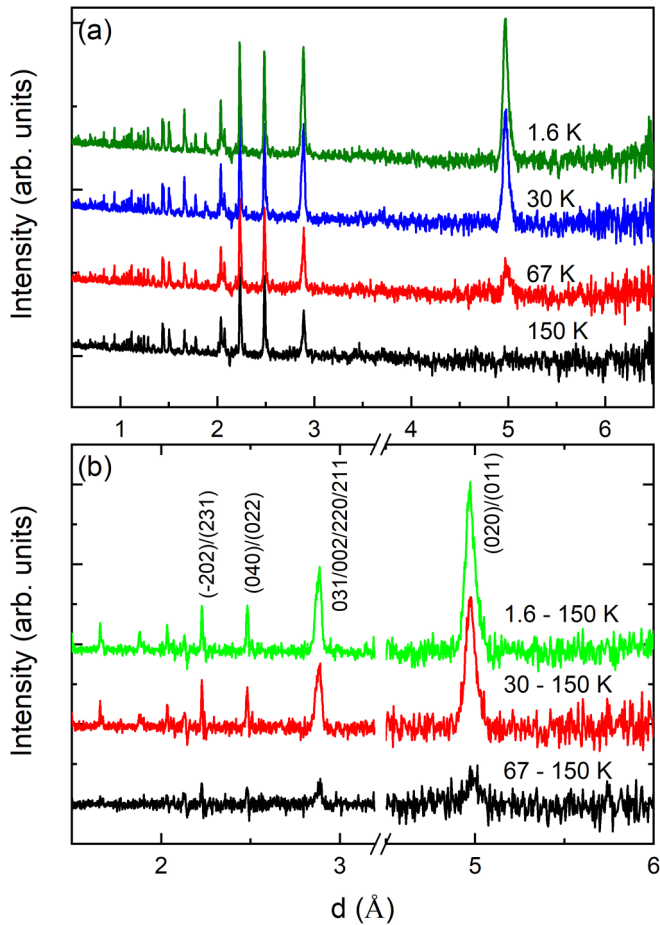 (a)
Intensity (arb. units)
1.6 K
30 K
67 K
150 K
1 2 3 4 5 6
(b)
Intensity (arb. units)
(-202)/(231)
(040)/(022)
031/002/220/211
(020)/(011)
1.6 - 150 K
30 - 150 K
67 - 150 K
2 3 5 6
d (Å)